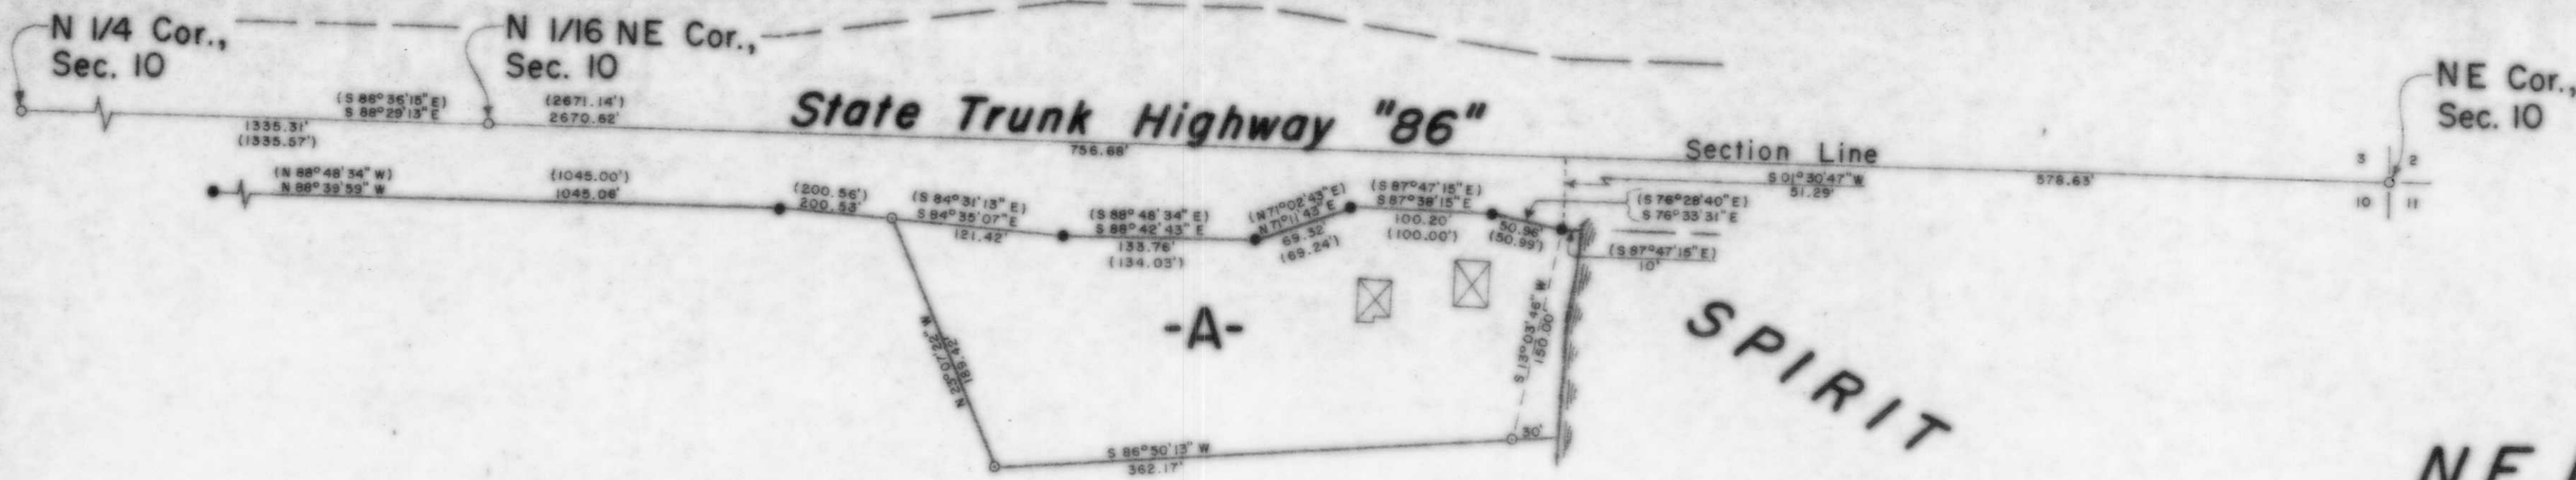 N 1/4 Cor.,
Sec. 10
N 1/16 NE Cor.,
Sec. 10
NE Cor.,
Sec. 10
(S 88° 36' 15" E)
S 88° 29' 13" E
(2671.14')
2670.62'
1335.31'
(1335.57')
State Trunk Highway "86"
756.68'
Section Line
578.63'
3 2
10 11
(N 88° 48' 34" W)
N 88° 39' 59" W
(1045.00')
1045.06'
(200.56')
200.53'
(S 84° 31' 13" E)
S 84° 35' 07" E
121.42'
(S 88° 48' 34" E)
S 88° 42' 43" E
133.76'
(134.03')
(N 71° 02' 43" E)
N 71° 11' 43" E
69.32'
(69.24')
(S 87° 47' 15" E)
S 87° 38' 15" E
100.20'
(100.00')
50.96'
(50.99')
S 01° 30' 47" W
51.29'
(S 76° 28' 40" E)
S 76° 33' 31" E
(S 87° 47' 15" E)
10'
-A-
N 23° 07' 22" W
189.42'
S 13° 03' 46" W
150.00'
S 86° 50' 13" W
362.17'
30'
SPIRIT